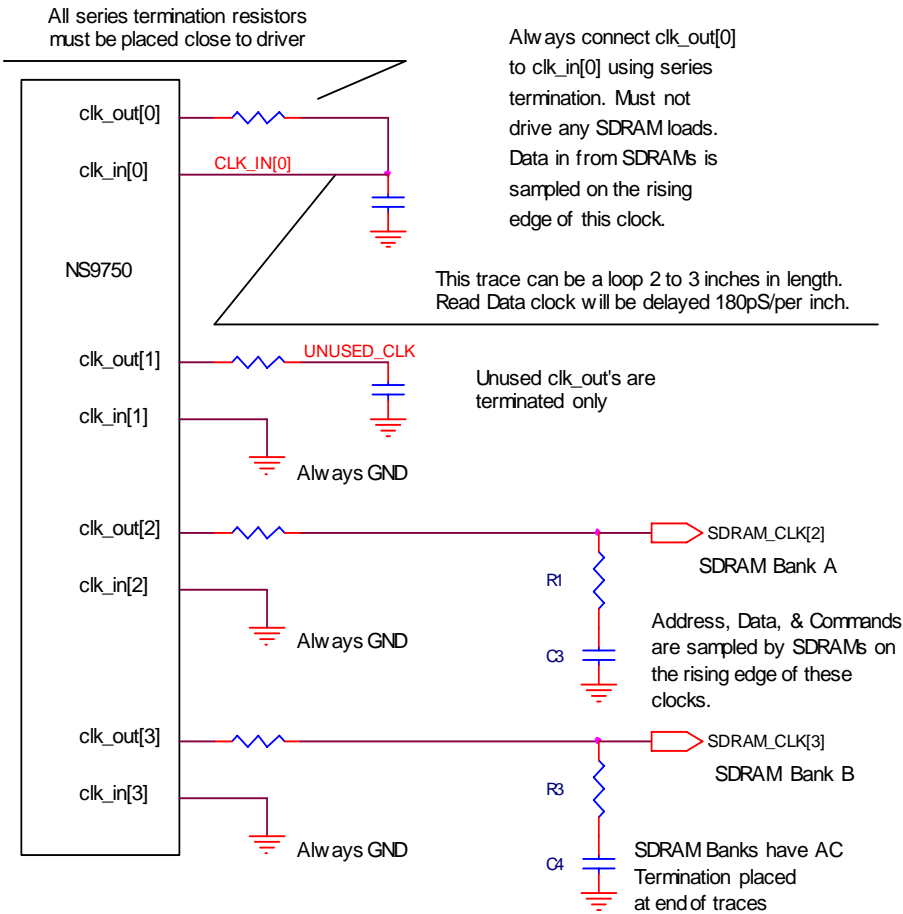 All series termination resistors
must be placed close to driver
Always connect clk_out[0]
to clk_in[0] using series
termination. Must not
drive any SDRAM loads.
Data in from SDRAMs is
sampled on the rising
edge of this clock.
clk_out[0]
clk_in[0]
CLK_IN[0]
NS9750
This trace can be a loop 2 to 3 inches in length.
Read Data clock will be delayed 180pS/per inch.
clk_out[1]
UNUSED_CLK
Unused clk_out's are
terminated only
clk_in[1]
Always GND
clk_out[2]
SDRAM_CLK[2]
SDRAM Bank A
R1
clk_in[2]
Always GND
C3
Address, Data, & Commands
are sampled by SDRAMs on
the rising edge of these
clocks.
clk_out[3]
SDRAM_CLK[3]
SDRAM Bank B
R3
clk_in[3]
Always GND
C4
SDRAM Banks have AC
Termination placed
at end of traces